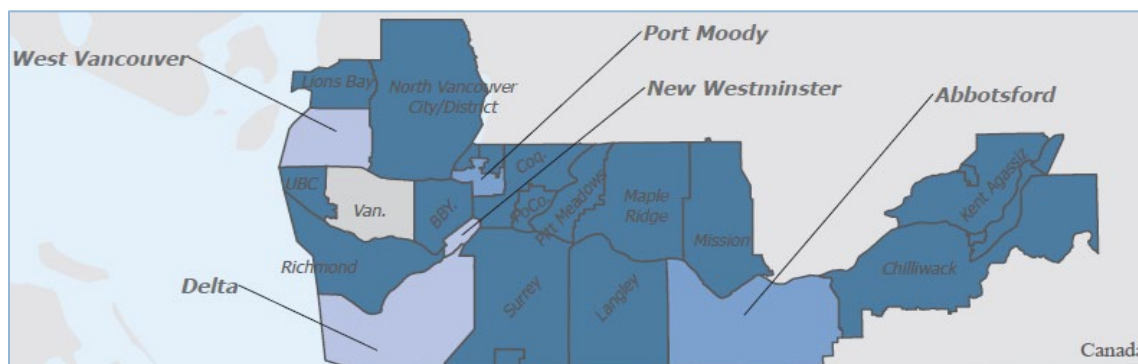 Port Moody
West Vancouver
New Westminster
Abbotsford
Lions Bay
North Vancouver
City/District
Coq.
UBC
Van.
BBY.
PoCo.
Pitt Meadows
Maple
Ridge
Mission
Kent Agassiz
Richmond
Chilliwack
Delta
Surrey
Langley
Canada